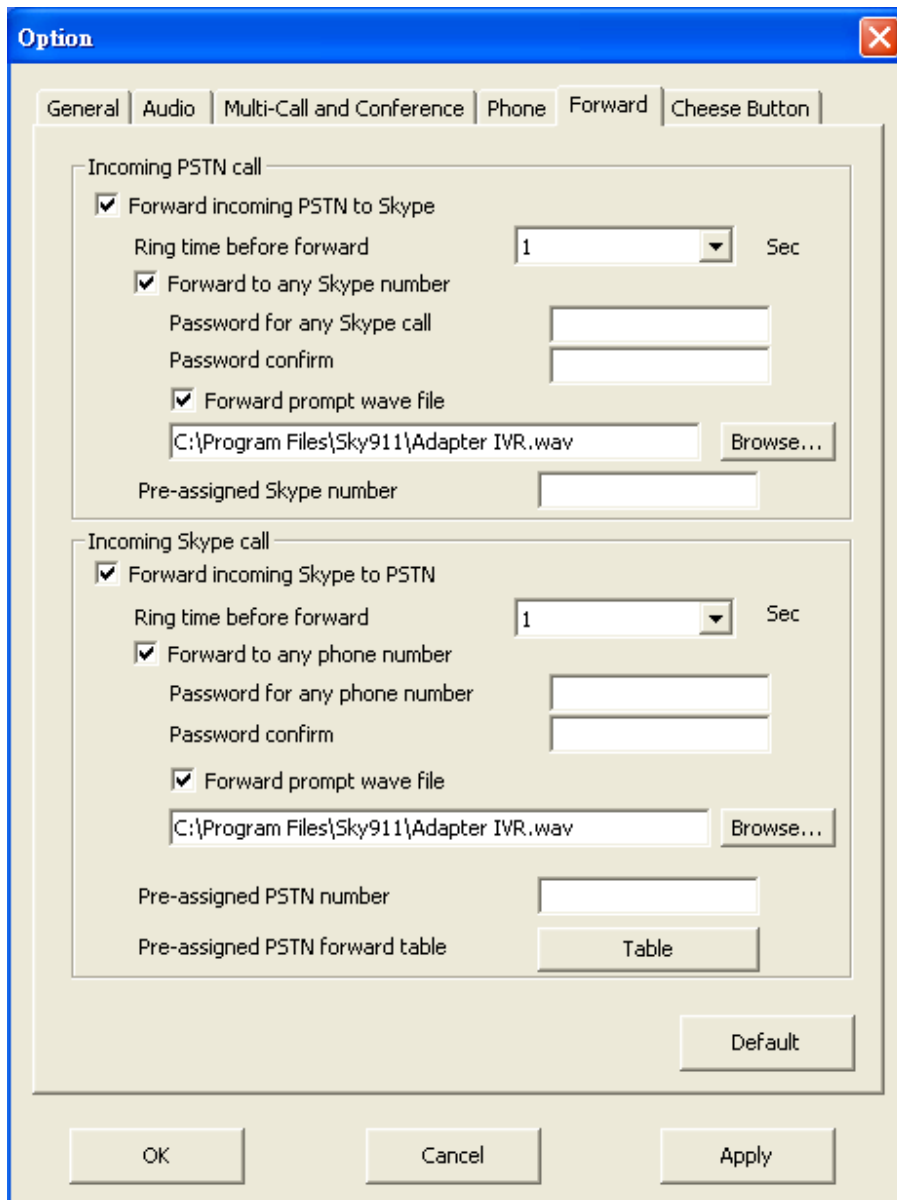 Option
General Audio Multi-Call and Conference Phone Forward Cheese Button
Incoming PSTN call
Forward incoming PSTN to Skype
Ring time before forward 1 Sec
Forward to any Skype number
Password for any Skype call
Password confirm
Forward prompt wave file
C:\Program Files\Sky911\Adapter IVR.wav Browse...
Pre-assigned Skype number
Incoming Skype call
Forward incoming Skype to PSTN
Ring time before forward 1 Sec
Forward to any phone number
Password for any phone number
Password confirm
Forward prompt wave file
C:\Program Files\Sky911\Adapter IVR.wav Browse...
Pre-assigned PSTN number
Pre-assigned PSTN forward table Table
Default
OK Cancel Apply